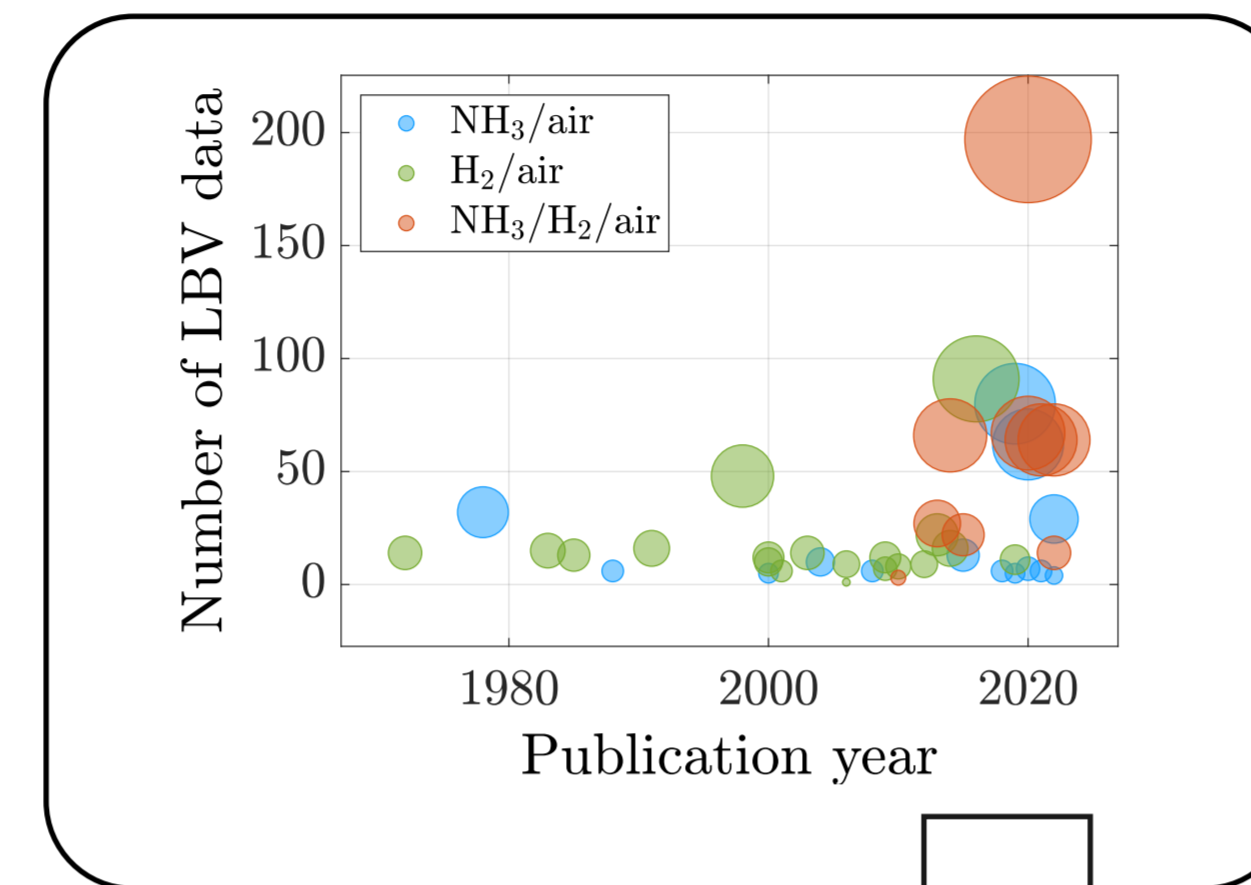 Number of LBV data
200
150
100
50
0
NH₃/air
H₂/air
NH₃/H₂/air
1980 2000 2020
Publication year